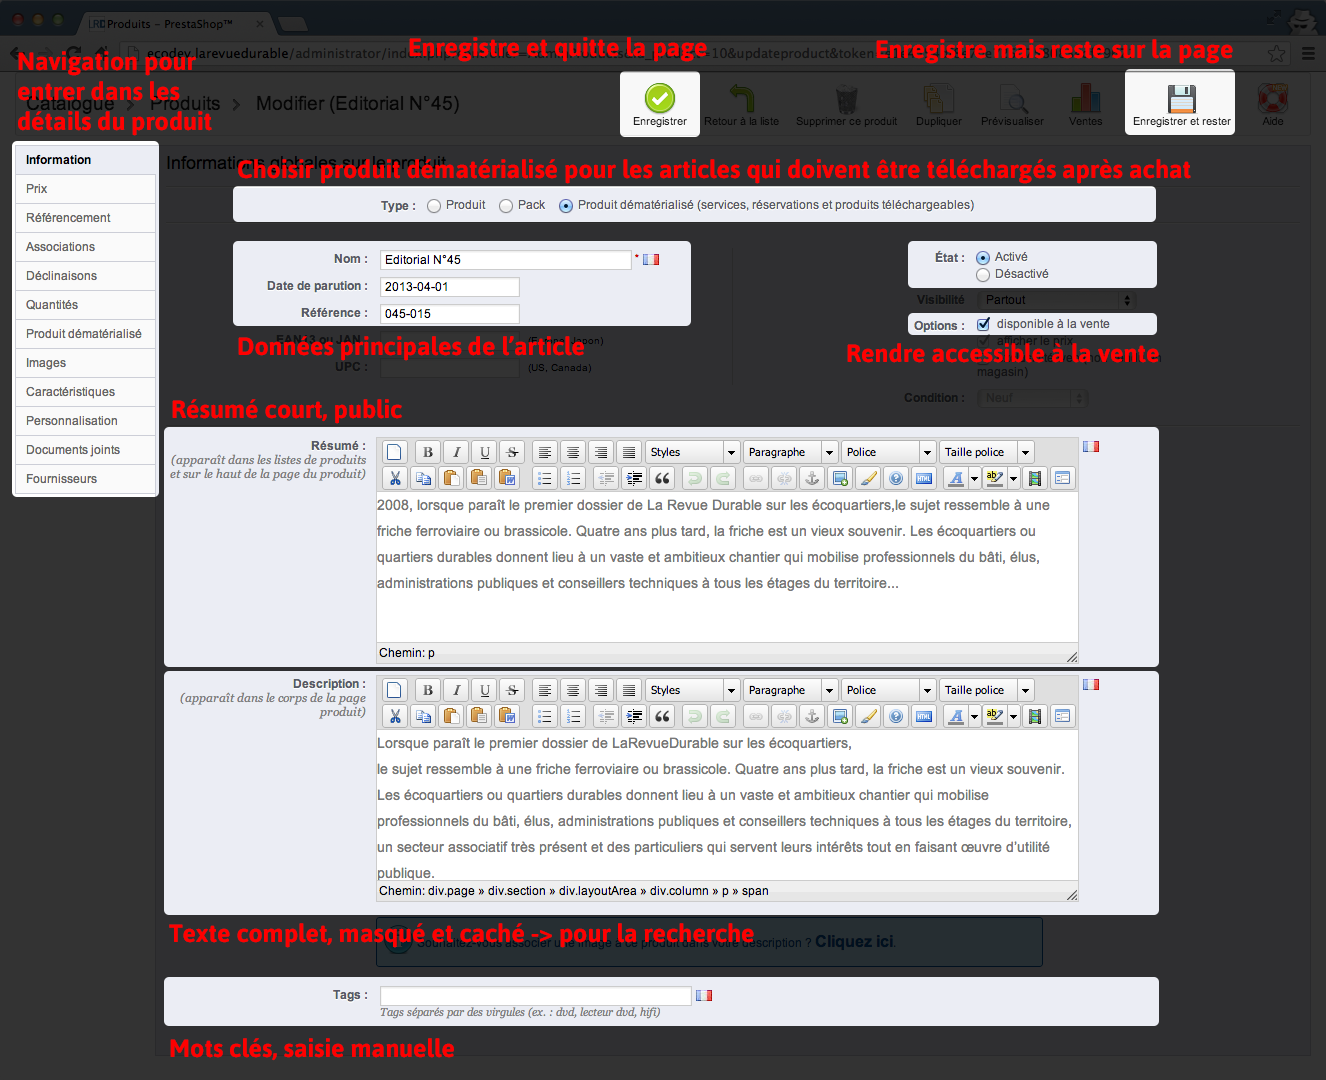 Produits – PrestaShop™
ecodev.larevuedurable/administrator/index.php
=10&updateproduct&token
Enregistre et quitte la page
Enregistre mais reste sur la page
Navigation pour
entrer dans les
détails du produit
Catalogue > Produits > Modifier (Editorial N°45)
Enregistrer
Retour à la liste
Supprimer ce produit
Dupliquer
Prévisualiser
Ventes
Enregistrer et rester
Aide
Information
Prix
Référencement
Associations
Déclinaisons
Quantités
Produit dématérialisé
Images
Caractéristiques
Personnalisation
Documents joints
Fournisseurs
Informations globales sur le produit
Choisir produit dématérialisé pour les articles qui doivent être téléchargés après achat
Type : Produit Pack Produit dématérialisé (services, réservations et produits téléchargeables)
Nom : Editorial N°45 *
Date de parution : 2013-04-01
Référence : 045-015
EAN13 ou JAN
Japon)
Données principales de l'article
UPC : (US, Canada)
État : Activé
Désactivé
Visibilité Partout
Options : disponible à la vente
afficher le prix
Rendre accessible à la vente
magasin)
Condition : Neuf
Résumé court, public
Résumé :
(apparaît dans les listes de produits
et sur le haut de la page du produit)
B I U S Styles Paragraphe Police Taille police
HTML A ab
2008, lorsque paraît le premier dossier de La Revue Durable sur les écoquartiers,le sujet ressemble à une
friche ferroviaire ou brassicole. Quatre ans plus tard, la friche est un vieux souvenir. Les écoquartiers ou
quartiers durables donnent lieu à un vaste et ambitieux chantier qui mobilise professionnels du bâti, élus,
administrations publiques et conseillers techniques à tous les étages du territoire...
Chemin: p
Description :
(apparaît dans le corps de la page
produit)
B I U S Styles Paragraphe Police Taille police
HTML A ab
Lorsque paraît le premier dossier de LaRevueDurable sur les écoquartiers,
le sujet ressemble à une friche ferroviaire ou brassicole. Quatre ans plus tard, la friche est un vieux souvenir.
Les écoquartiers ou quartiers durables donnent lieu à un vaste et ambitieux chantier qui mobilise
professionnels du bâti, élus, administrations publiques et conseillers techniques à tous les étages du territoire,
un secteur associatif très présent et des particuliers qui servent leurs intérêts tout en faisant œuvre d'utilité
publique.
Chemin: div.page » div.section » div.layoutArea » div.column » p » span
Texte complet, masqué et caché -> pour la recherche
Souhaitez-vous associer une image à ce produit dans votre description ? Cliquez ici.
Tags :
Tags séparés par des virgules (ex. : dvd, lecteur dvd, hifi)
Mots clés, saisie manuelle